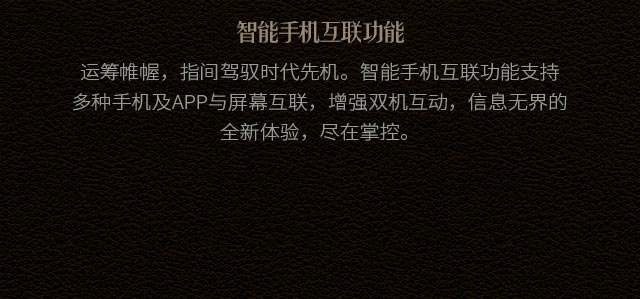 智能手机互联功能
运筹帷幄，指间驾驭时代先机。智能手机互联功能支持
多种手机及APP与屏幕互联，增强双机互动，信息无界的
全新体验，尽在掌控。